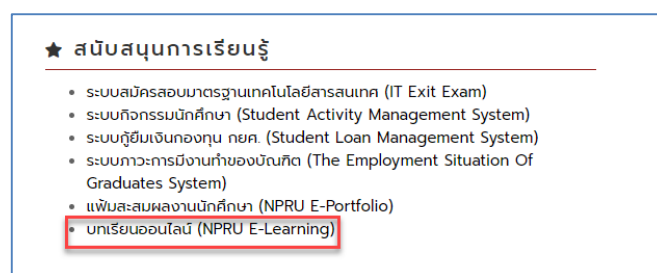 ★ สนับสนุนการเรียนรู้
• ระบบสมัครสอบมาตรฐานเทคโนโลยีสารสนเทศ (IT Exit Exam)
• ระบบกิจกรรมนักศึกษา (Student Activity Management System)
• ระบบกู้ยืมเงินกองทุน กยศ. (Student Loan Management System)
• ระบบภาวะการมีงานทำของบัณฑิต (The Employment Situation Of
Graduates System)
• แฟ้มสะสมผลงานนักศึกษา (NPRU E-Portfolio)
• บทเรียนออนไลน์ (NPRU E-Learning)